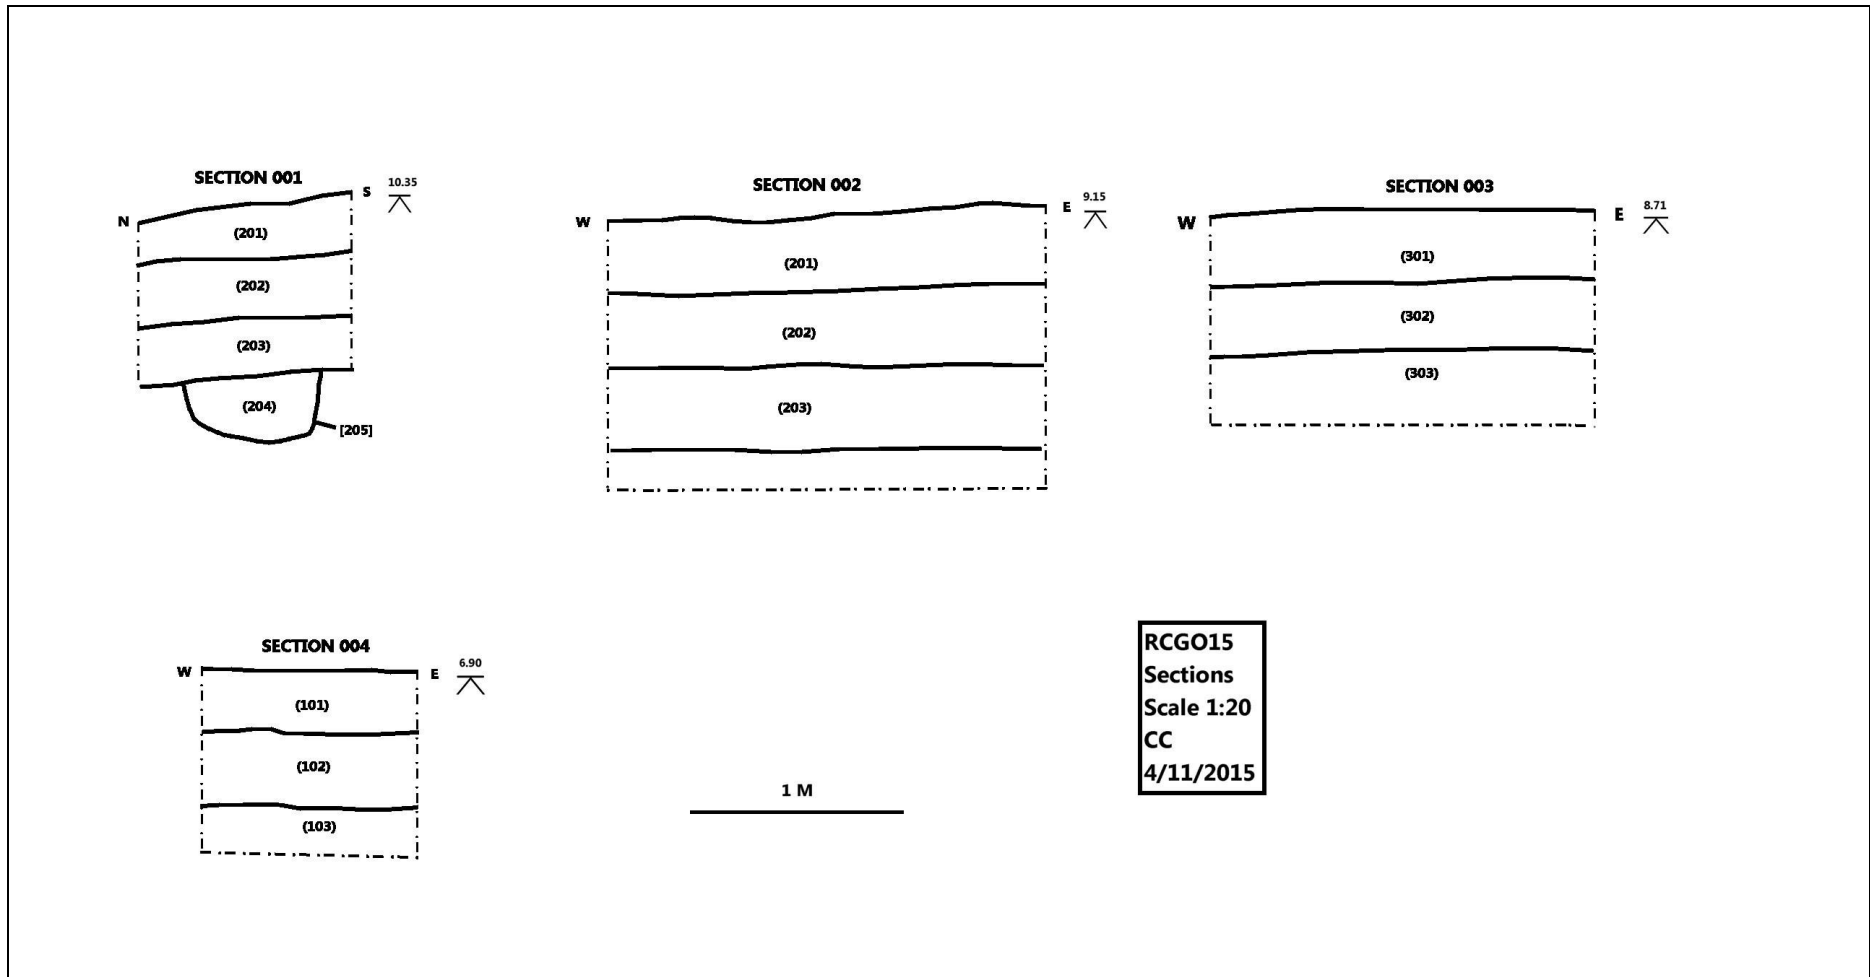 SECTION 001
N
S
10.35
(201)
(202)
(203)
(204)
[205]
SECTION 002
W
E
9.15
(201)
(202)
(203)
SECTION 003
W
E
8.71
(301)
(302)
(303)
SECTION 004
W
E
6.90
(101)
(102)
(103)
1 M
RCGO15
Sections
Scale 1:20
CC
4/11/2015